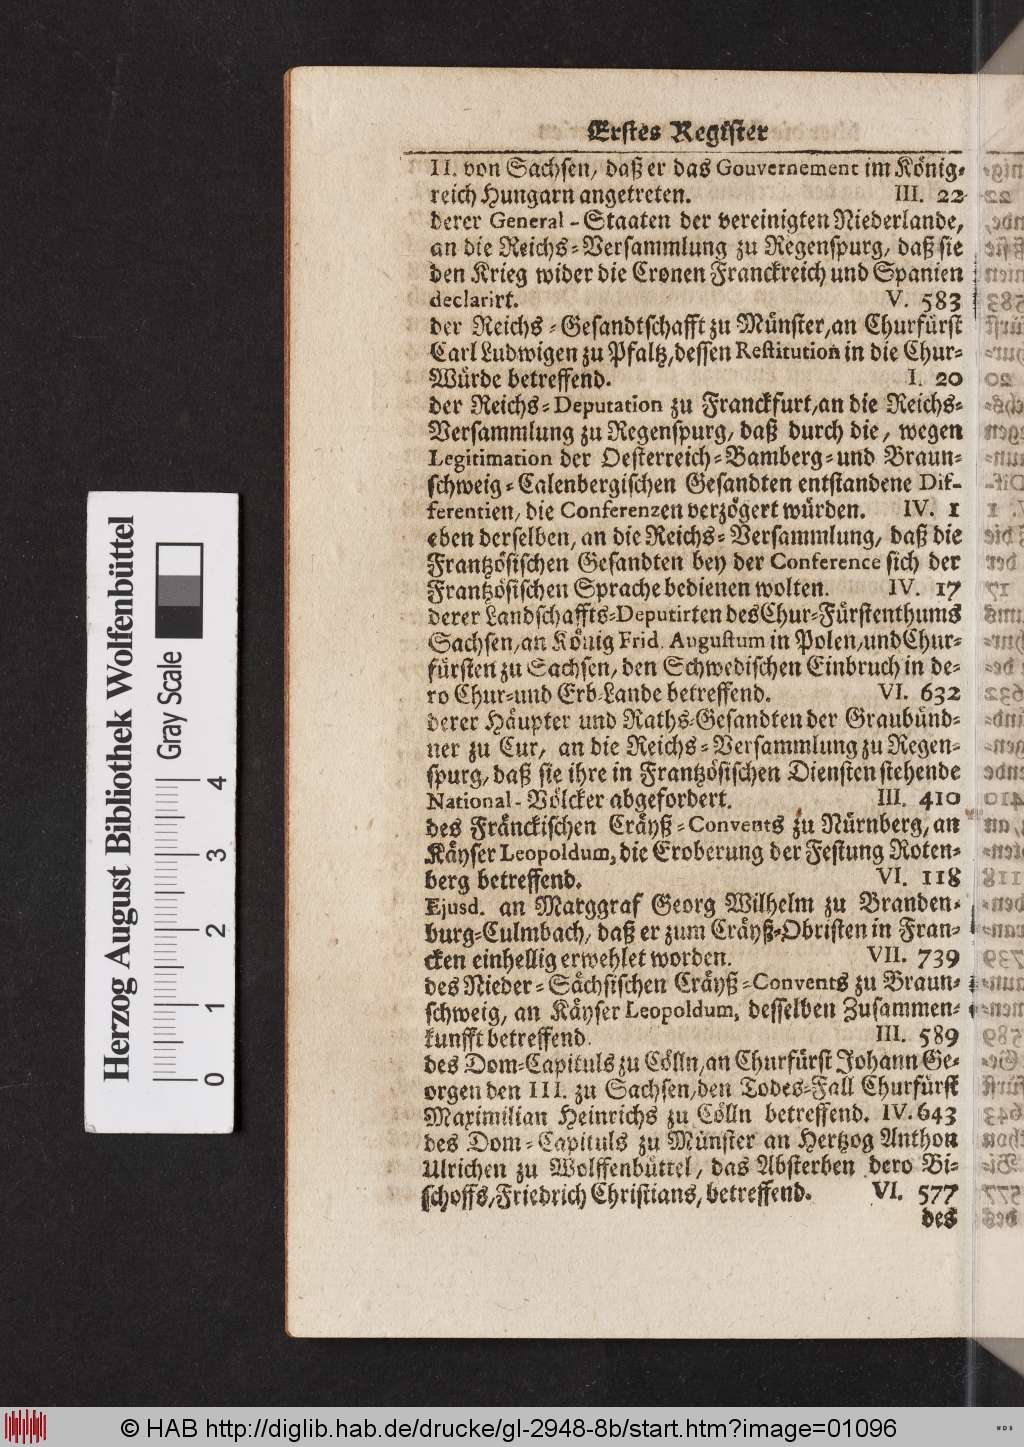 Erstes Register
II. von Sachsen, daß er das Gouvernement im König-
reich Hungarn angetreten. III. 22
derer General-Staaten der vereinigten Niederlande,
an die Reichs-Versammlung zu Regenspurg, daß sie
den Krieg wider die Cronen Franckreich und Spanien
declarirt. V. 583
der Reichs-Gesandtschafft zu Münster, an Churfürst
Carl Ludwigen zu Pfaltz, dessen Restitution in die Chur-
Würde betreffend. I. 20
der Reichs-Deputation zu Franckfurt, an die Reichs-
Versammlung zu Regenspurg, daß durch die, wegen
Legitimation der Oesterreich-Bamberg-und Braun-
schweig-Calenbergischen Gesandten entstandene Dif-
ferentien, die Conferenzen verzögert würden. IV. 1
eben derselben, an die Reichs-Versammlung, daß die
Frantzösischen Gesandten bey der Conference sich der
Frantzösischen Sprache bedienen wolten. IV. 17
derer Landschaffts-Deputirten des Chur-Fürstenthums
Sachsen, an König Frid. Augustum in Polen, und Chur-
fürsten zu Sachsen, den Schwedischen Einbruch in de-
ro Chur-und Erb-Lande betreffend. VI. 632
derer Häupter und Raths-Gesandten der Graubünd-
ner zu Cur, an die Reichs-Versammlung zu Regen-
spurg, daß sie ihre in Frantzösischen Diensten stehende
National-Völcker abgefordert. III. 410
des Fränckischen Cräyß-Convents zu Nürnberg, an
Käyser Leopoldum, die Eroberung der Festung Roten-
berg betreffend. VI. 118
Ejusd. an Marggraf Georg Wilhelm zu Branden-
burg-Culmbach, daß er zum Cräyß-Obristen in Fran-
cken einhellig erwehlet worden. VII. 739
des Nieder-Sächsischen Cräyß-Convents zu Braun-
schweig, an Käyser Leopoldum, desselben Zusammen-
kunfft betreffend. III. 589
des Dom-Capituls zu Cölln, an Churfürst Johann Ge-
orgen den III. zu Sachsen, den Todes-Fall Churfürst
Maximilian Heinrichs zu Cölln betreffend. IV. 643
des Dom-Capituls zu Münster an Hertzog Anthon
Ulrichen zu Wolffenbüttel, das Absterben dero Bi-
schoffs, Friedrich Christians, betreffend. VI. 577
des
Herzog August Bibliothek Wolfenbüttel
Gray Scale
0 1 2 3 4
© HAB http://diglib.hab.de/drucke/gl-2948-8b/start.htm?image=01096